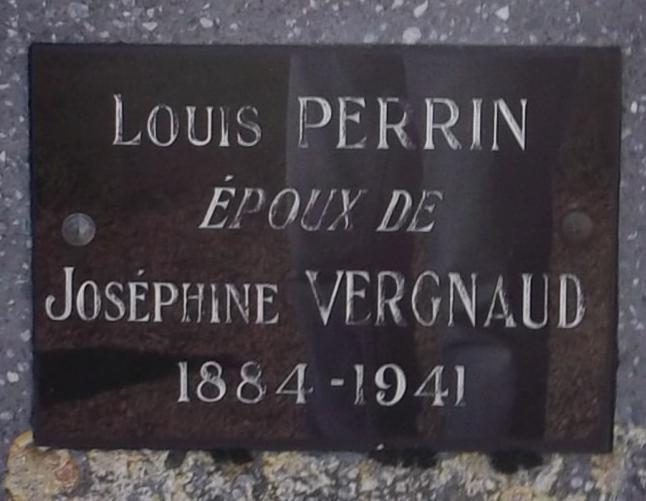 Louis PERRIN
ÉPOUX DE
JOSÉPHINE VERGNAUD
1884-1941